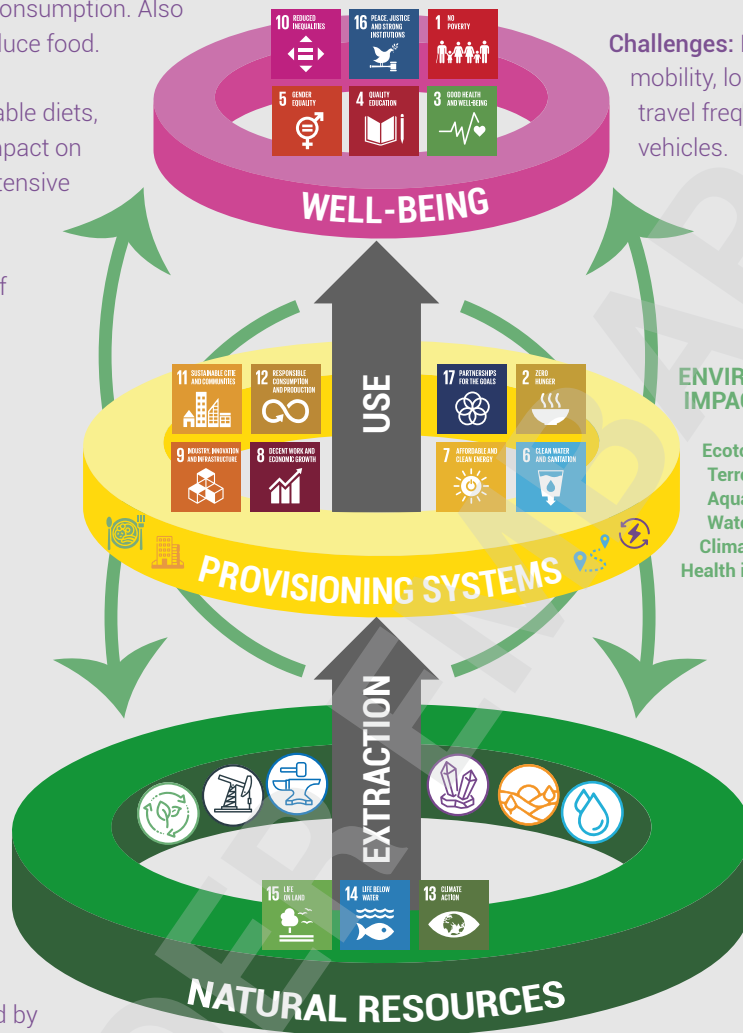 consumption. Also
duce food.
able diets,
mpact on
tensive
f
Challenges:
mobility, lo
travel freq
vehicles.
10 REDUCED
INEQUALITIES
16 PEACE, JUSTICE
AND STRONG
INSTITUTIONS
1 NO
POVERTY
5 GENDER
EQUALITY
4 QUALITY
EDUCATION
3 GOOD HEALTH
AND WELL-BEING
WELL-BEING
11 SUSTAINABLE CITIE
AND COMMUNITIES
12 RESPONSIBLE
CONSUMPTION
AND PRODUCTION
USE
17 PARTNERSHIPS
FOR THE GOALS
2 ZERO
HUNGER
9 INDUSTRY, INNOVATION
AND INFRASTRUCTURE
8 DECENT WORK AND
ECONOMIC GROWTH
7 AFFORDABLE AND
CLEAN ENERGY
6 CLEAN WATER
AND SANITATION
PROVISIONING SYSTEMS
ENVIR
IMPAC
Ecoto
Terre
Aqua
Wate
Clima
Health i
EXTRACTION
15 LIFE
ON LAND
14 LIFE BELOW
WATER
13 CLIMATE
ACTION
NATURAL RESOURCES
d by